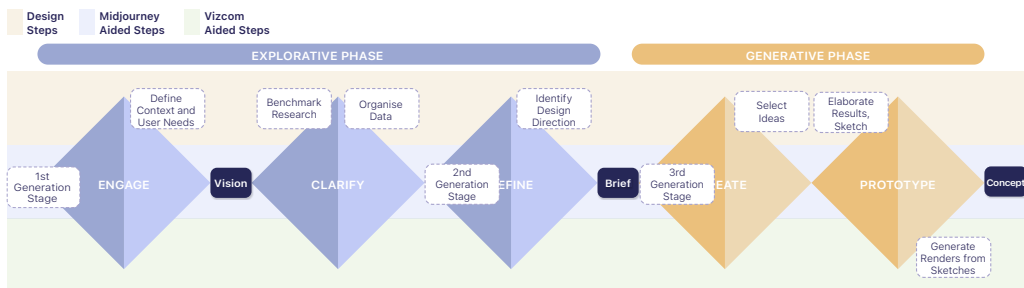 Design
Steps
Midjourney
Aided Steps
Vizcom
Aided Steps
EXPLORATIVE PHASE
GENERATIVE PHASE
Define
Context and
User Needs
Benchmark
Research
Organise
Data
Identify
Design
Direction
Select
Ideas
Elaborate
Results,
Sketch
1st
Generation
Stage
ENGAGE
Vision
CLARIFY
2nd
Generation
Stage
EFINE
Brief
3rd
Generation
Stage
EATE
PROTOTYPE
Concept
Generate
Renders from
Sketches